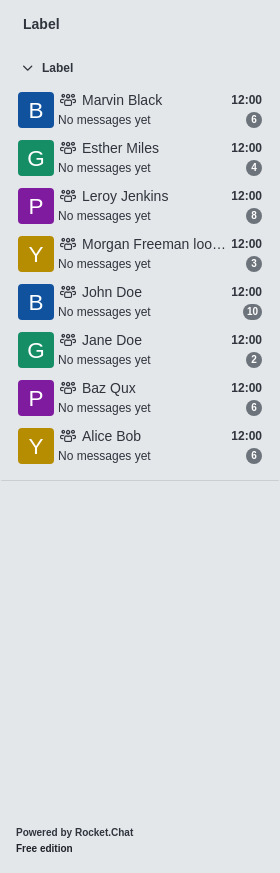 Label
Label
B Marvin Black 12:00
No messages yet 6
G Esther Miles 12:00
No messages yet 4
P Leroy Jenkins 12:00
No messages yet 8
Y Morgan Freeman loo… 12:00
No messages yet 3
B John Doe 12:00
No messages yet 10
G Jane Doe 12:00
No messages yet 2
P Baz Qux 12:00
No messages yet 6
Y Alice Bob 12:00
No messages yet 6
Powered by Rocket.Chat
Free edition